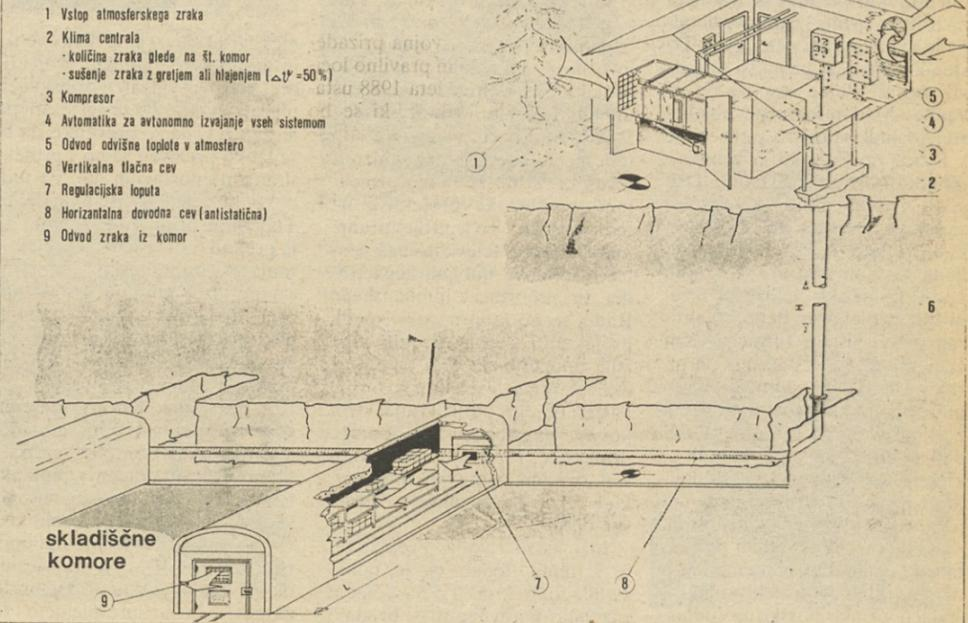 1 Vstop atmosferskega zraka
2 Klima centrala
- količina zraka glede na št. komor
- sušenje zraka z gretjem ali hlajenjem (△t𝜓 =50%)
3 Kompresor
4 Avtomatika za avtonomno izvajanje vseh sistemom
5 Odvod odvišne toplote v atmosfero
6 Vertikalna tlačna cev
7 Regulacijska loputa
8 Horizontalna dovodna cev (antistatična)
9 Odvod zraka iz komor
5
4
3
1
2
6
skladiščne
komore
7
8
9
L